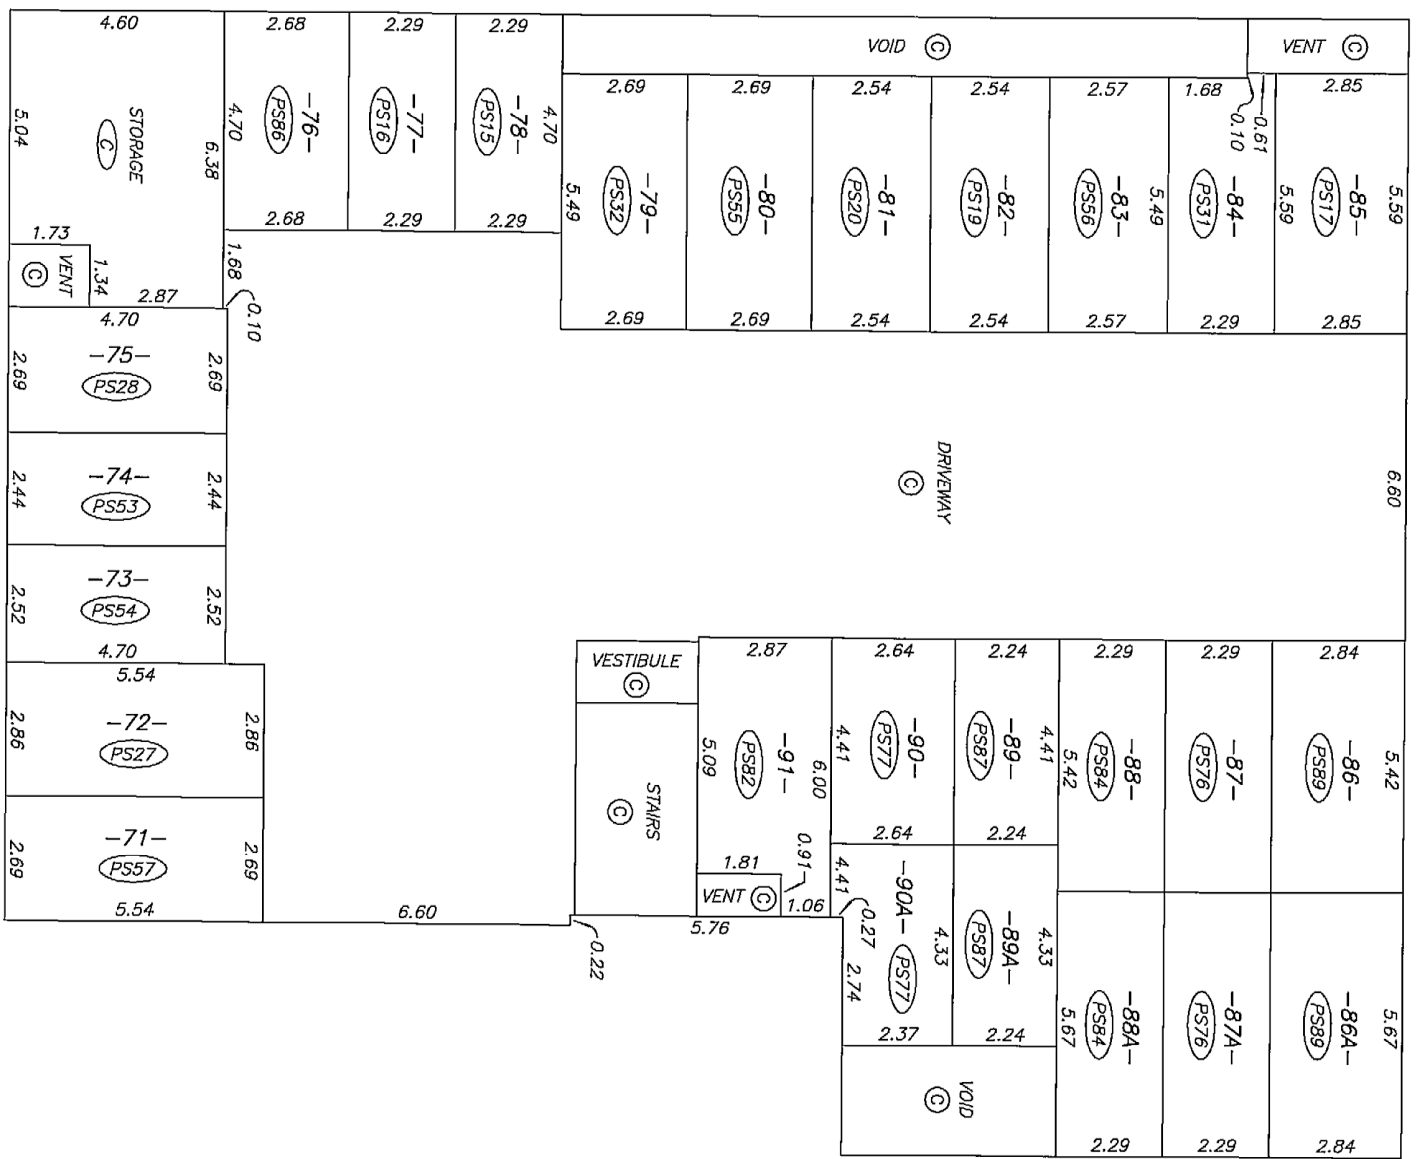 4.60
2.68
2.29
2.29
VOID C
VENT C
5.04
STORAGE
C
6.38
4.70
-76-
PS86
-77-
PS16
-78-
PS15
4.70
2.68
2.29
2.29
2.69
2.69
2.54
2.54
2.57
1.68
0.10
0.61
2.85
5.49
-79-
PS32
-80-
PS55
-81-
PS20
-82-
PS19
-83-
PS56
5.49
-84-
PS31
5.59
-85-
PS17
5.59
2.69
2.69
2.54
2.54
2.57
2.29
2.85
1.73
VENT
C
1.34
2.87
1.68
0.10
4.70
2.69
-75-
PS28
2.69
2.44
-74-
PS53
2.44
2.52
-73-
PS54
2.52
4.70
5.54
2.86
-72-
PS27
2.86
2.69
-71-
PS57
2.69
5.54
6.60
0.22
DRIVEWAY
C
6.60
VESTIBULE
C
STAIRS
C
2.87
2.64
2.24
2.29
2.29
2.84
5.09
-91-
PS82
6.00
4.41
-90-
PS77
-89-
PS87
4.41
5.42
-88-
PS84
-87-
PS76
-86-
PS89
5.42
2.64
2.24
1.81
0.91
VENT C
1.06
5.76
4.41
0.27
2.74
-90A-
PS77
4.33
-89A-
PS87
4.33
2.37
2.24
5.67
-88A-
PS84
-87A-
PS76
-86A-
PS89
5.67
VOID
C
2.29
2.29
2.84